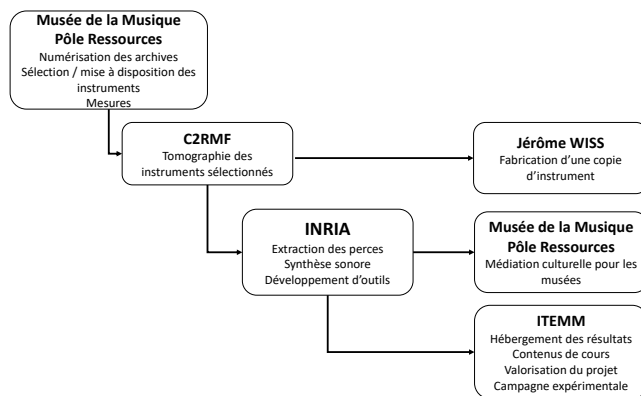 Musée de la Musique
Pôle Ressources
Numérisation des archives
Sélection / mise à disposition des
instruments
Mesures
C2RMF
Tomographie des
instruments sélectionnés
Jérôme WISS
Fabrication d'une copie
d'instrument
INRIA
Extraction des perces
Synthèse sonore
Développement d'outils
Musée de la Musique
Pôle Ressources
Médiation culturelle pour les
musées
ITEMM
Hébergement des résultats
Contenus de cours
Valorisation du projet
Campagne expérimentale